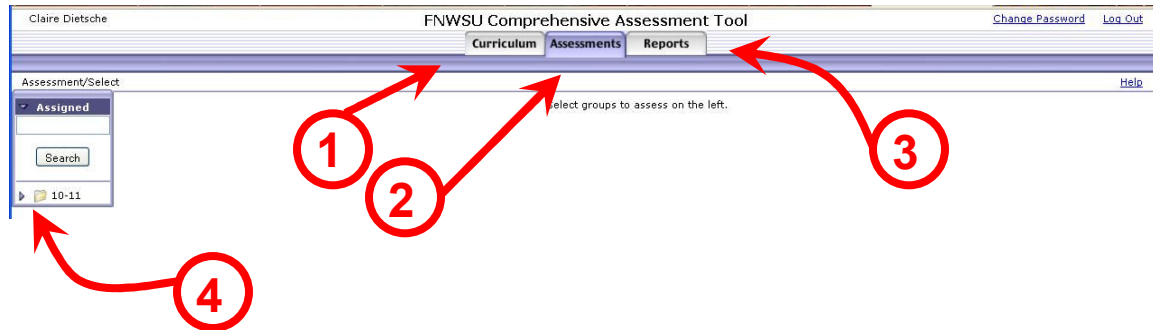 Claire Dietsche
FNWSU Comprehensive Assessment Tool
Change Password Log Out
Curriculum Assessments Reports
Assessment/Select
Help
Assigned
Select groups to assess on the left.
Search
10-11
1
2
3
4